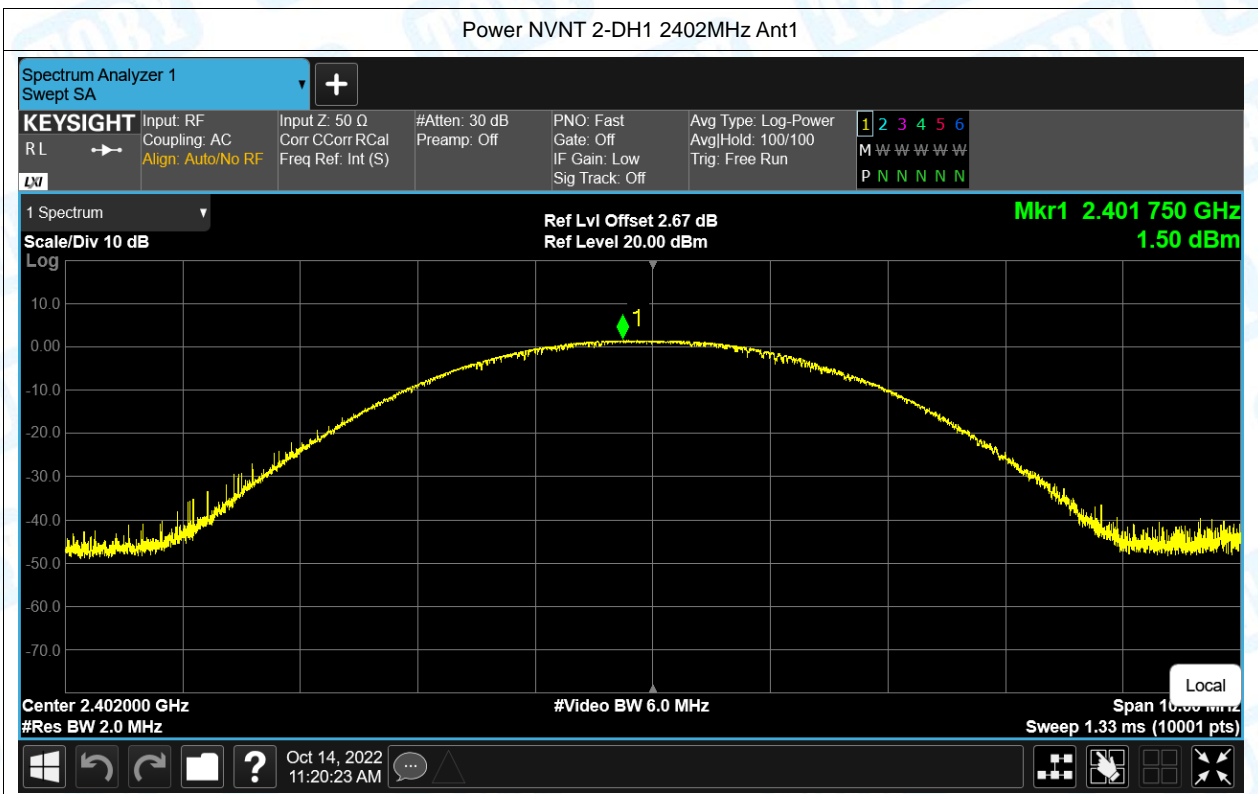 Power NVNT 2-DH1 2402MHz Ant1
Spectrum Analyzer 1
Swept SA
KEYSIGHT
R L
LXI
Input: RF
Coupling: AC
Align: Auto/No RF
Input Z: 50 Ω
Corr CCorr RCal
Freq Ref: Int (S)
#Atten: 30 dB
Preamp: Off
PNO: Fast
Gate: Off
IF Gain: Low
Sig Track: Off
Avg Type: Log-Power
Avg|Hold: 100/100
Trig: Free Run
1 2 3 4 5 6
M W W W W W
P N N N N N
1 Spectrum
Scale/Div 10 dB
Log
Ref Lvl Offset 2.67 dB
Ref Level 20.00 dBm
Mkr1 2.401 750 GHz
1.50 dBm
1
10.0
0.00
-10.0
-20.0
-30.0
-40.0
-50.0
-60.0
-70.0
Local
Center 2.402000 GHz
#Res BW 2.0 MHz
#Video BW 6.0 MHz
Span 10.00 MHz
Sweep 1.33 ms (10001 pts)
?
Oct 14, 2022
11:20:23 AM